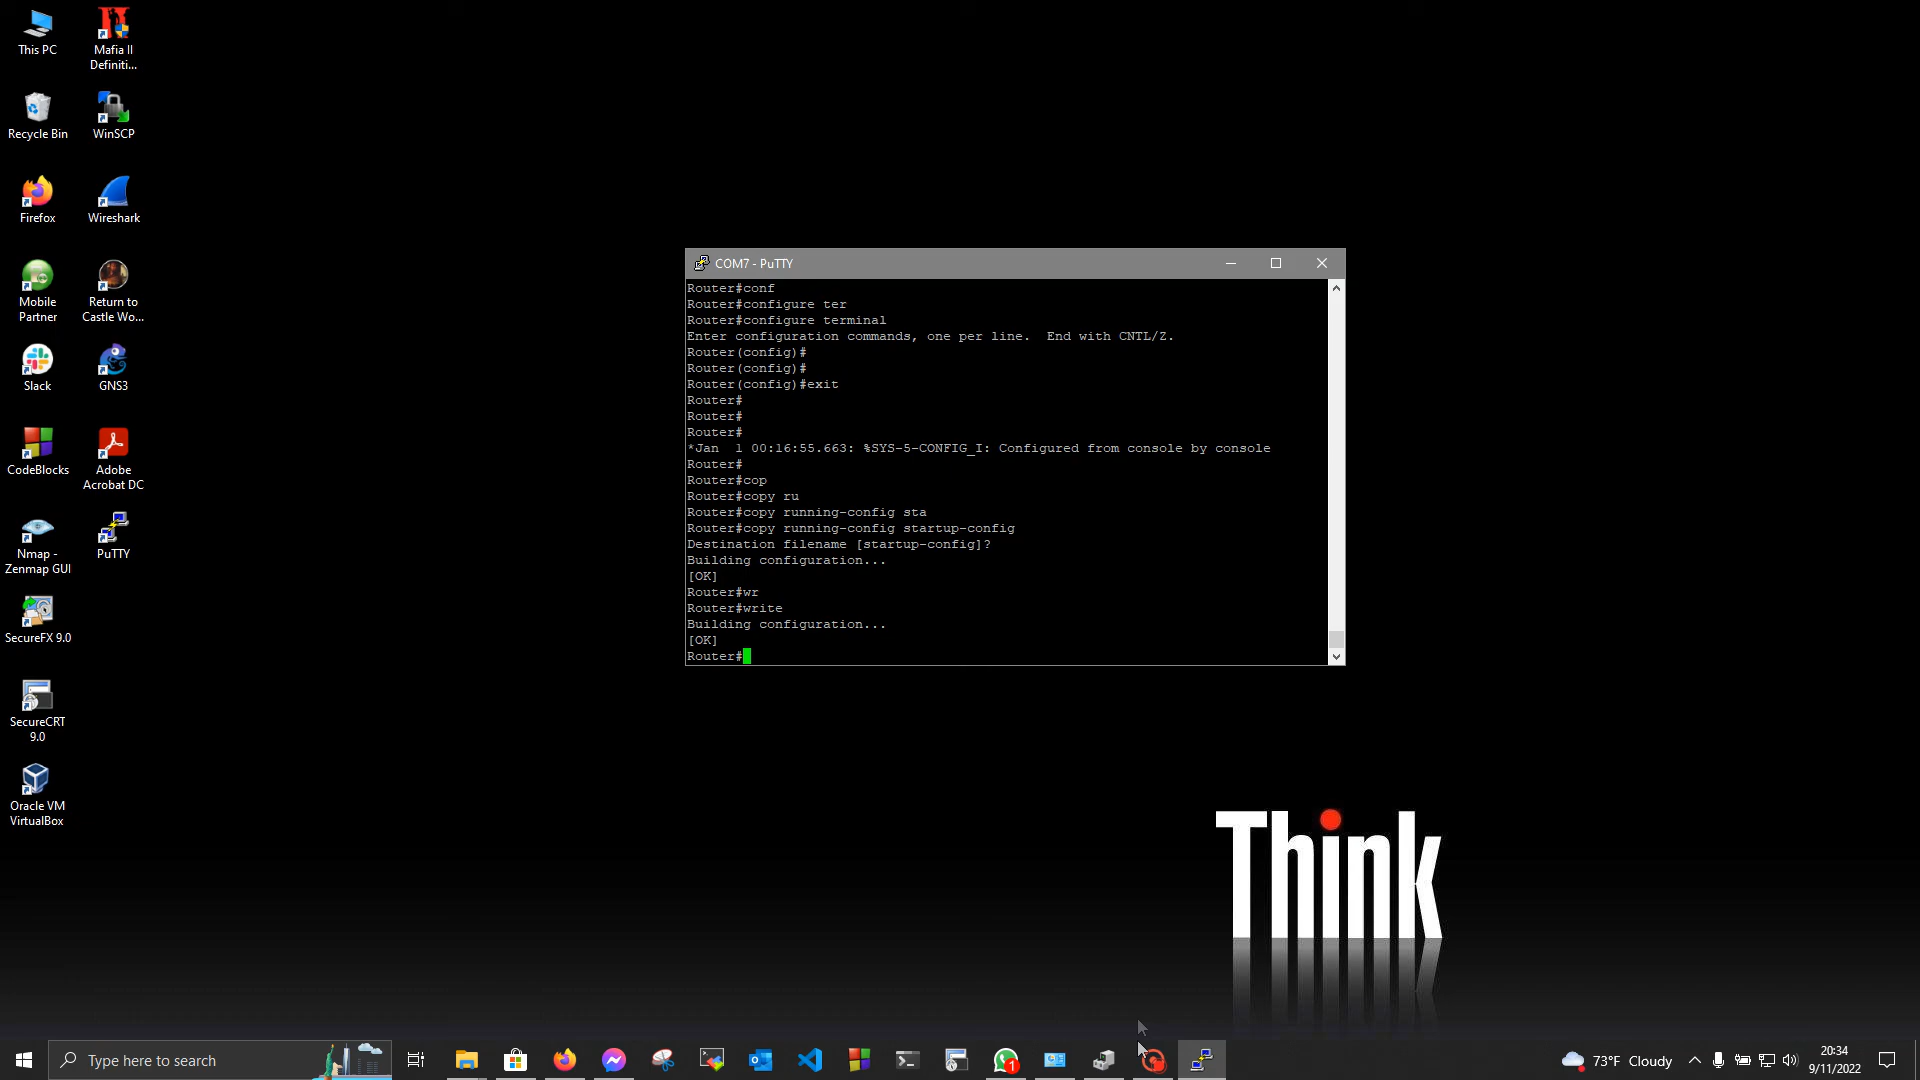 This PC
Mafia II
Definiti...
Recycle Bin
WinSCP
Firefox
Wireshark
Mobile
Partner
Return to
Castle Wo...
Slack
GNS3
CodeBlocks
Adobe
Acrobat DC
Nmap -
Zenmap GUI
PuTTY
SecureFX 9.0
SecureCRT
9.0
Oracle VM
VirtualBox
COM7 - PuTTY
Router#conf
Router#configure ter
Router#configure terminal
Enter configuration commands, one per line.  End with CNTL/Z.
Router(config)#
Router(config)#
Router(config)#exit
Router#
Router#
Router#
*Jan  1 00:16:55.663: %SYS-5-CONFIG_I: Configured from console by console
Router#
Router#cop
Router#copy ru
Router#copy running-config sta
Router#copy running-config startup-config
Destination filename [startup-config]?
Building configuration...
[OK]
Router#wr
Router#write
Building configuration...
[OK]
Router#
Think
Type here to search
1
73°F Cloudy
20:34
9/11/2022